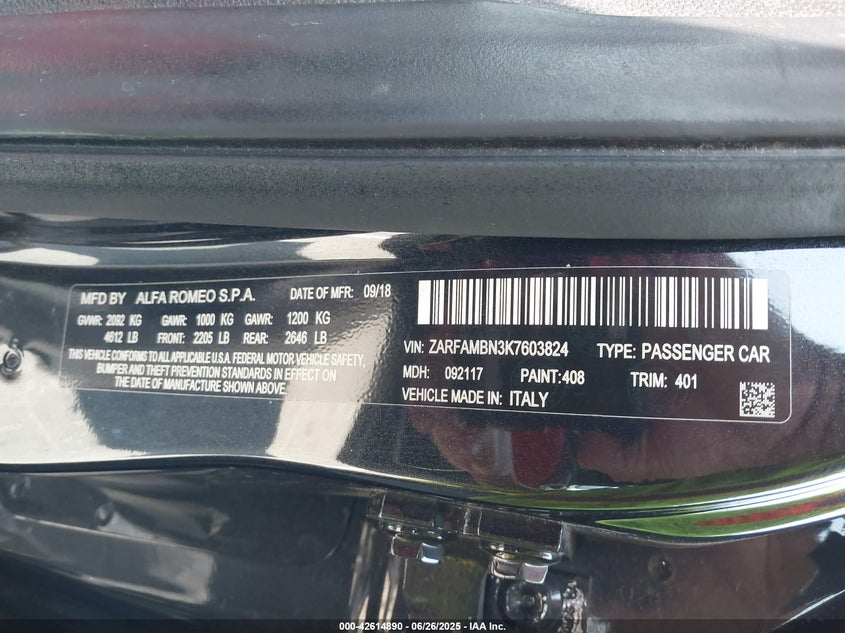 MFD BY ALFA ROMEO S.P.A. DATE OF MFR: 09/18
GVWR: 2092 KG GAWR: 1000 KG GAWR: 1200 KG
4612 LB FRONT: 2205 LB REAR: 2646 LB
THIS VEHICLE CONFORMS TO ALL APPLICABLE U.S.A. FEDERAL MOTOR VEHICLE SAFETY,
BUMPER AND THEFT PREVENTION STANDARDS IN EFFECT ON
THE DATE OF MANUFACTURE SHOWN ABOVE.
VIN: ZARFAMBN3K7603824 TYPE: PASSENGER CAR
MDH: 092117 PAINT: 408 TRIM: 401
VEHICLE MADE IN: ITALY
000-42614890 - 06/26/2025 - IAA Inc.